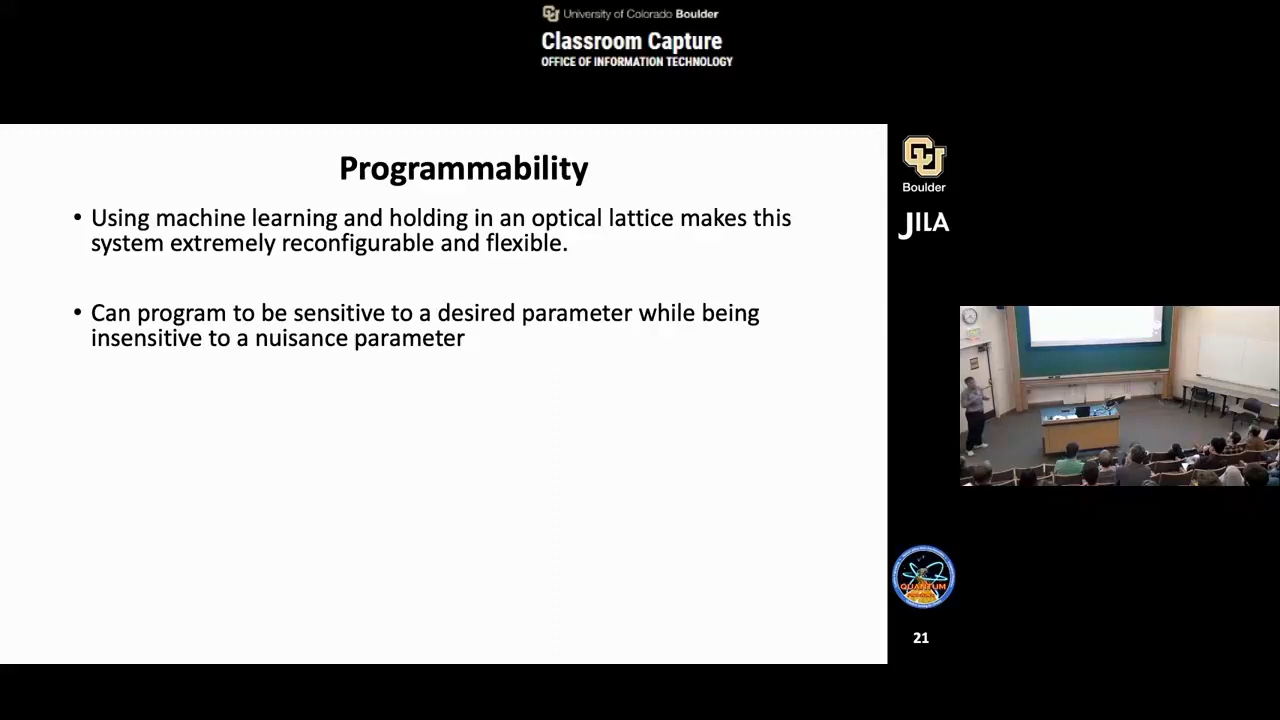 University of Colorado Boulder
Classroom Capture
OFFICE OF INFORMATION TECHNOLOGY
Programmability
• Using machine learning and holding in an optical lattice makes this
system extremely reconfigurable and flexible.
• Can program to be sensitive to a desired parameter while being
insensitive to a nuisance parameter
CU
Boulder
JILA
QUANTUM
21